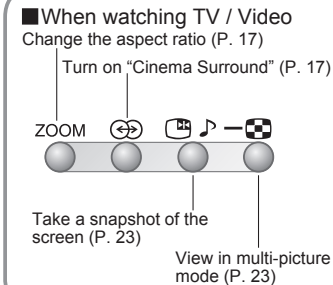 ■When watching TV / Video
Change the aspect ratio (P. 17)
Turn on “Cinema Surround” (P. 17)
ZOOM
Take a snapshot of the
screen (P. 23)
View in multi-picture
mode (P. 23)